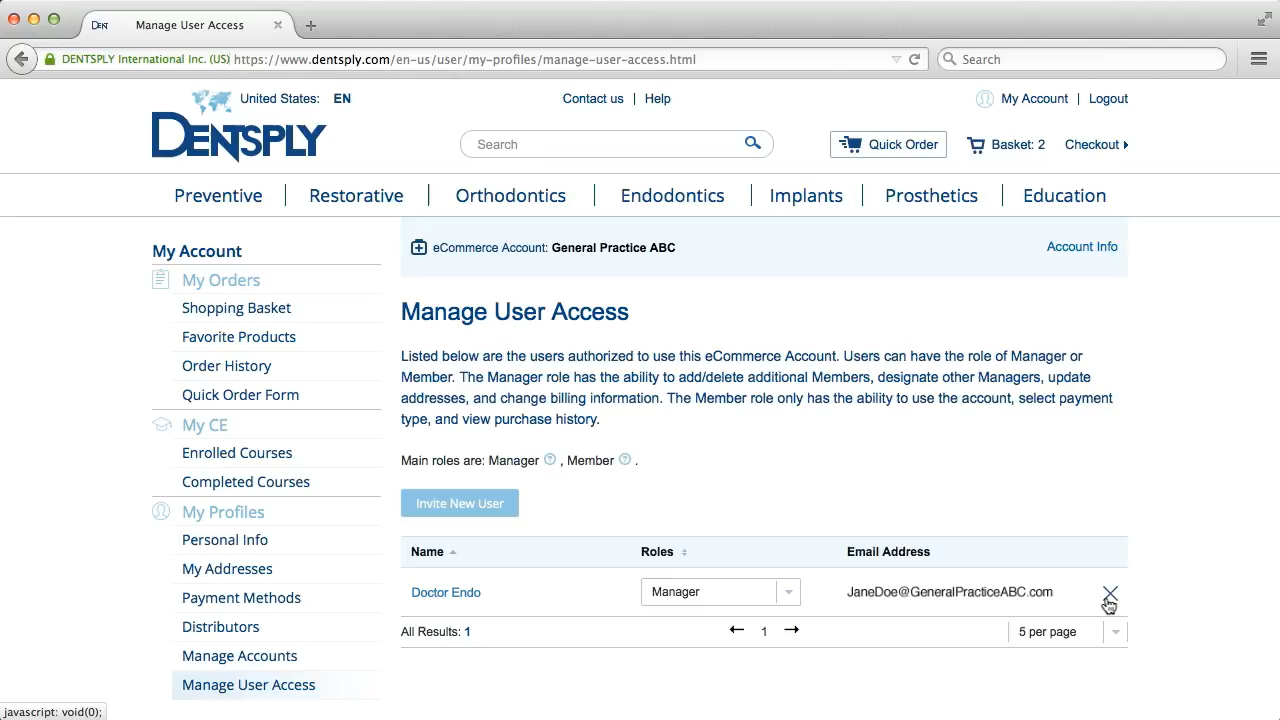 Manage User Access
DENTSPLY International Inc. (US) https://www.dentsply.com/en-us/user/my-profiles/manage-user-access.html
Search
United States: EN
Contact us | Help
My Account | Logout
DENTSPLY
Search
Quick Order
Basket: 2
Checkout
Preventive
Restorative
Orthodontics
Endodontics
Implants
Prosthetics
Education
My Account
My Orders
Shopping Basket
Favorite Products
Order History
Quick Order Form
My CE
Enrolled Courses
Completed Courses
My Profiles
Personal Info
My Addresses
Payment Methods
Distributors
Manage Accounts
Manage User Access
eCommerce Account: General Practice ABC
Account Info
Manage User Access
Listed below are the users authorized to use this eCommerce Account. Users can have the role of Manager or
Member. The Manager role has the ability to add/delete additional Members, designate other Managers, update
addresses, and change billing information. The Member role only has the ability to use the account, select payment
type, and view purchase history.
Main roles are: Manager ? , Member ? .
Invite New User
Name Roles Email Address
Doctor Endo Manager JaneDoe@GeneralPracticeABC.com
All Results: 1
1
5 per page
javascript: void(0);